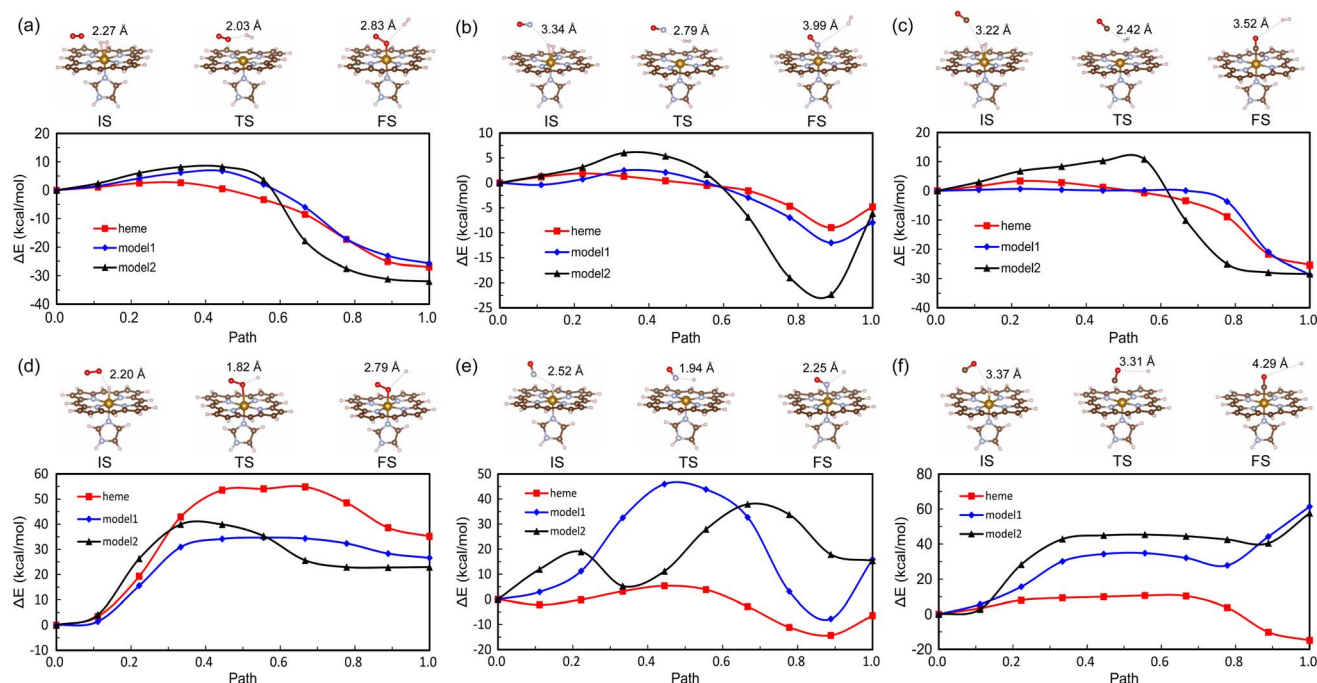 (a)
2.27 Å
2.03 Å
2.83 Å
IS
TS
FS
20
10
0
-10
-20
-30
-40
ΔE (kcal/mol)
heme
model1
model2
0.0
0.2
0.4
0.6
0.8
1.0
Path
(b)
3.34 Å
2.79 Å
3.99 Å
IS
TS
FS
10
5
0
-5
-10
-15
-20
-25
ΔE (kcal/mol)
heme
model1
model2
0.0
0.2
0.4
0.6
0.8
1.0
Path
(c)
3.22 Å
2.42 Å
3.52 Å
IS
TS
FS
20
10
0
-10
-20
-30
-40
ΔE (kcal/mol)
heme
model1
model2
0.0
0.2
0.4
0.6
0.8
1.0
Path
(d)
2.20 Å
1.82 Å
2.79 Å
IS
TS
FS
60
50
40
30
20
10
0
-10
ΔE (kcal/mol)
heme
model1
model2
0.0
0.2
0.4
0.6
0.8
1.0
Path
(e)
2.52 Å
1.94 Å
2.25 Å
IS
TS
FS
50
40
30
20
10
0
-10
-20
ΔE (kcal/mol)
heme
model1
model2
0.0
0.2
0.4
0.6
0.8
1.0
Path
(f)
3.37 Å
3.31 Å
4.29 Å
IS
TS
FS
80
60
40
20
0
-20
ΔE (kcal/mol)
heme
model1
model2
0.0
0.2
0.4
0.6
0.8
1.0
Path